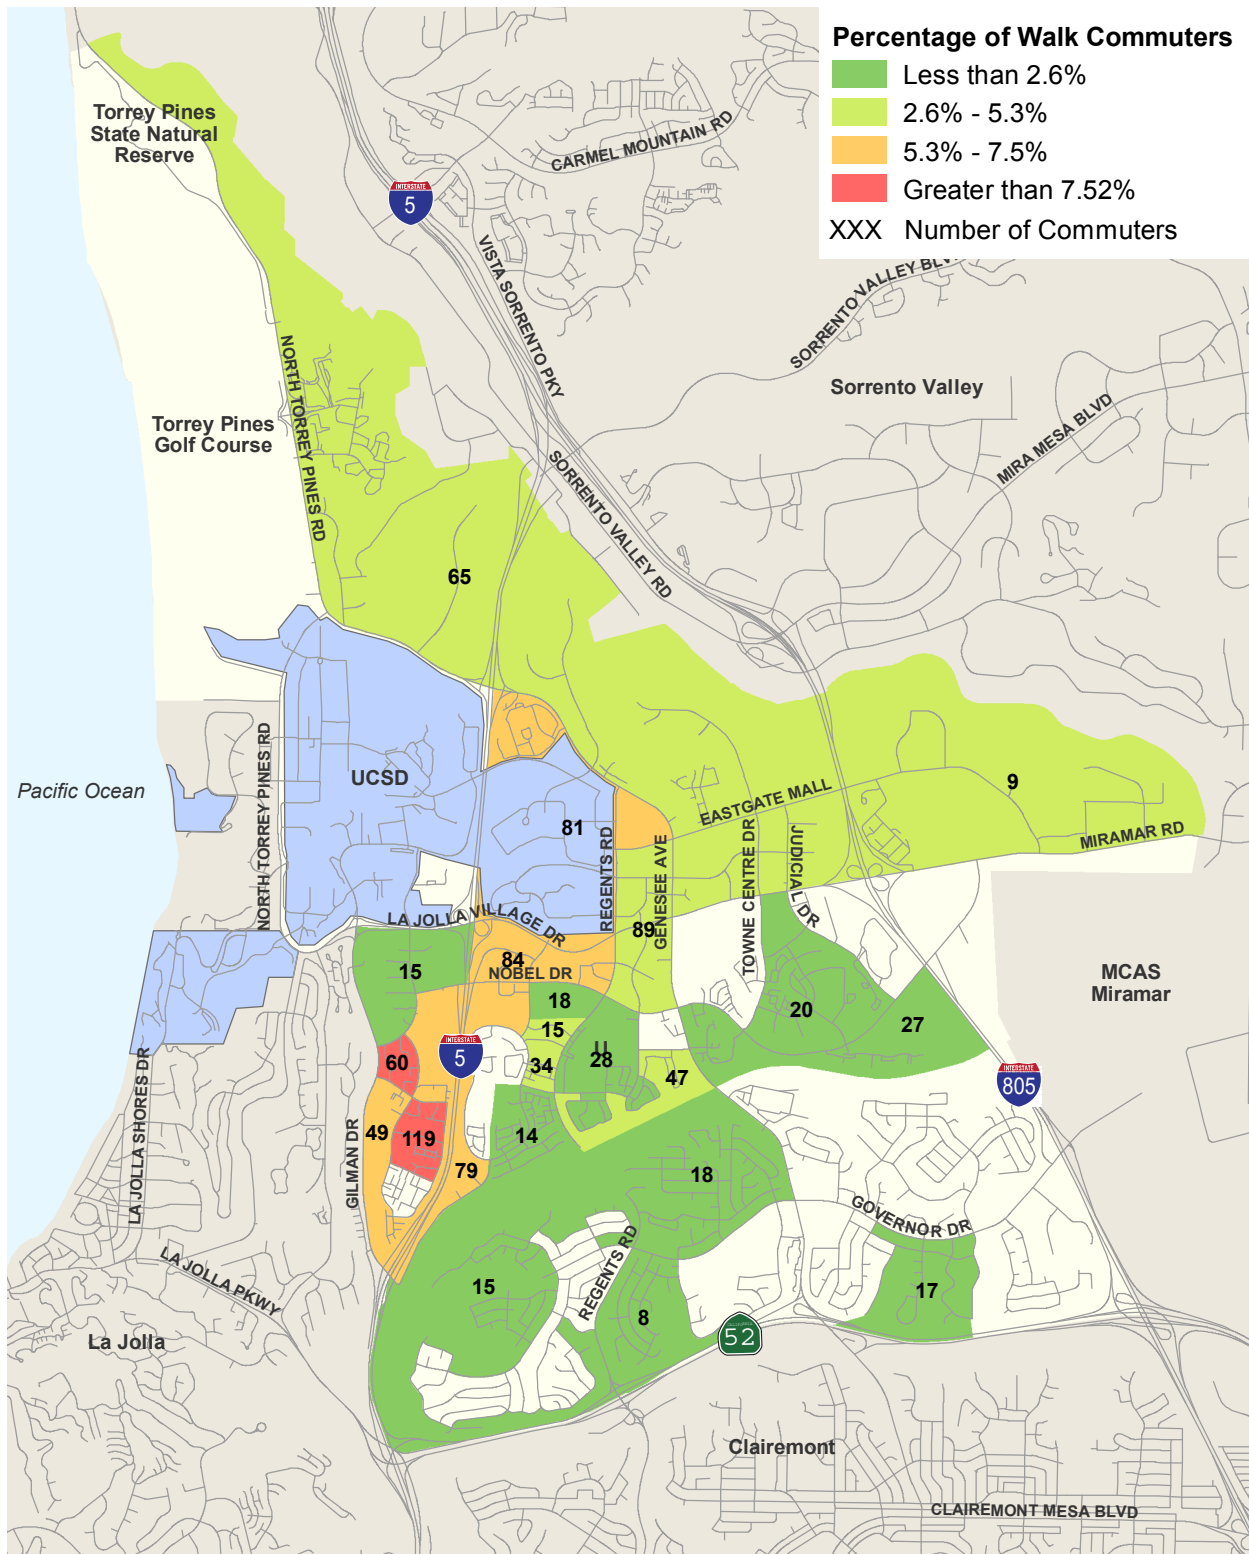 Percentage of Walk Commuters
Less than 2.6%
2.6% - 5.3%
5.3% - 7.5%
Greater than 7.52%
XXX Number of Commuters
Torrey Pines
State Natural
Reserve
CARMEL MOUNTAIN RD
INTERSTATE
5
VISTA SORRENTO PKY
SORRENTO VALLEY BLVD
Sorrento Valley
NORTH TORREY PINES RD
Torrey Pines
Golf Course
MIRA MESA BLVD
SORRENTO VALLEY RD
65
UCSD
Pacific Ocean
NORTH TORREY PINES RD
81
REGENTS RD
GENESEE AVE
EASTGATE MALL
TOWNE CENTRE DR
JUDICIAL DR
9
MIRAMAR RD
LA JOLLA VILLAGE DR
89
84
NOBEL DR
15
18
15
34
28
47
20
27
MCAS
Miramar
INTERSTATE
5
INTERSTATE
805
60
49
119
79
14
18
LA JOLLA SHORES DR
GILMAN DR
LA JOLLA PKWY
GOVERNOR DR
REGENTS RD
15
8
17
52
La Jolla
Clairemont
CLAIREMONT MESA BLVD